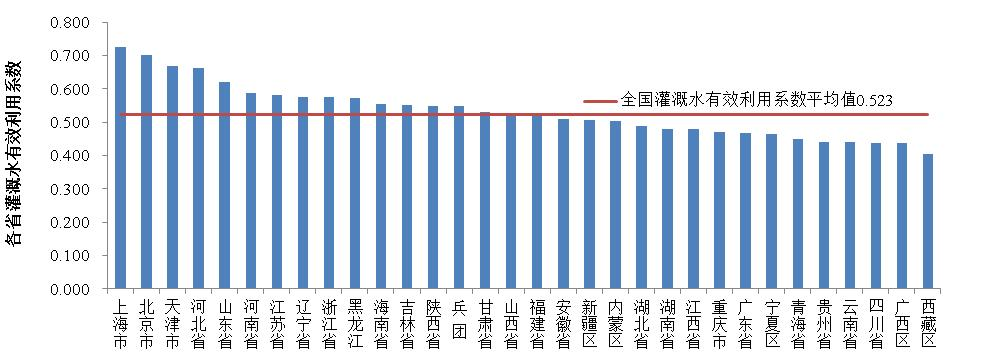 各省灌溉水有效利用系数
0.800
0.700
0.600
0.500
0.400
0.300
0.200
0.100
0.000
全国灌溉水有效利用系数平均值0.523
上海市
北京市
天津市
河北省
山东省
河南省
江苏省
辽宁省
浙江省
黑龙江
海南省
吉林省
陕西省
兵 团
甘肃省
山西省
福建省
安徽省
新疆区
内蒙区
湖北省
湖南省
江西省
重庆市
广东省
宁夏区
青海省
贵州省
云南省
四川省
广西区
西藏区